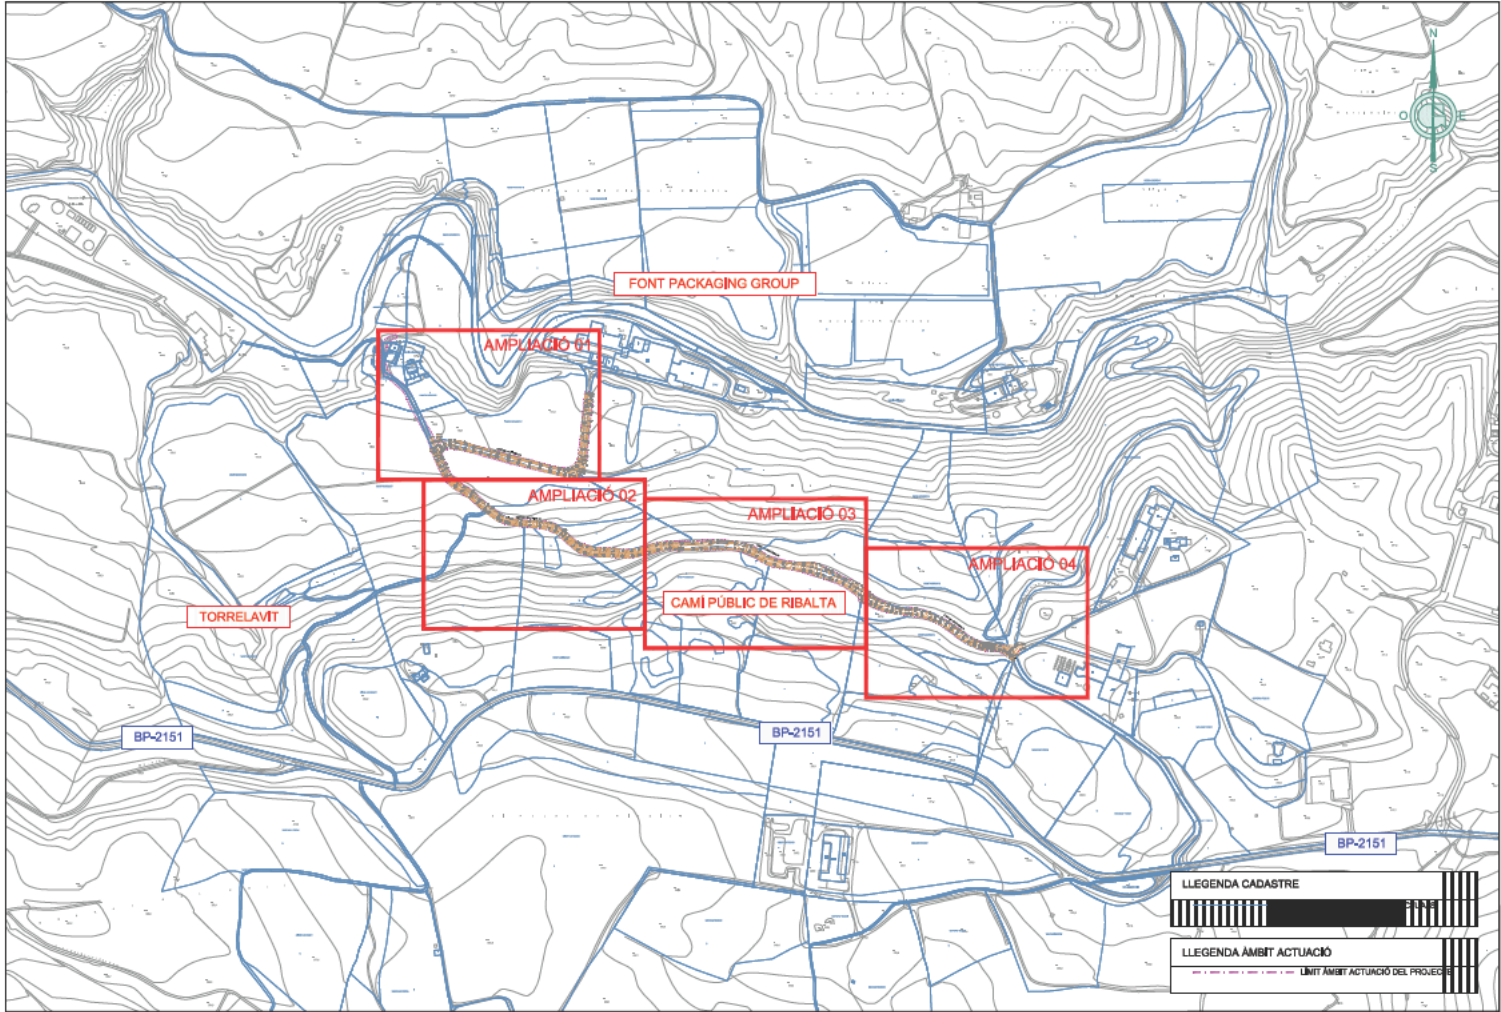 N
O
E
S
FONT PACKAGING GROUP
AMPLIACIÓ 01
AMPLIACIÓ 02
AMPLIACIÓ 03
AMPLIACIÓ 04
CAMÍ PÚBLIC DE RIBALTA
TORRELAVIT
BP-2151
BP-2151
BP-2151
LLEGENDA CADASTRE
LLEGENDA ÀMBIT ACTUACIÓ
LÍMIT ÀMBIT ACTUACIÓ DEL PROJECTE